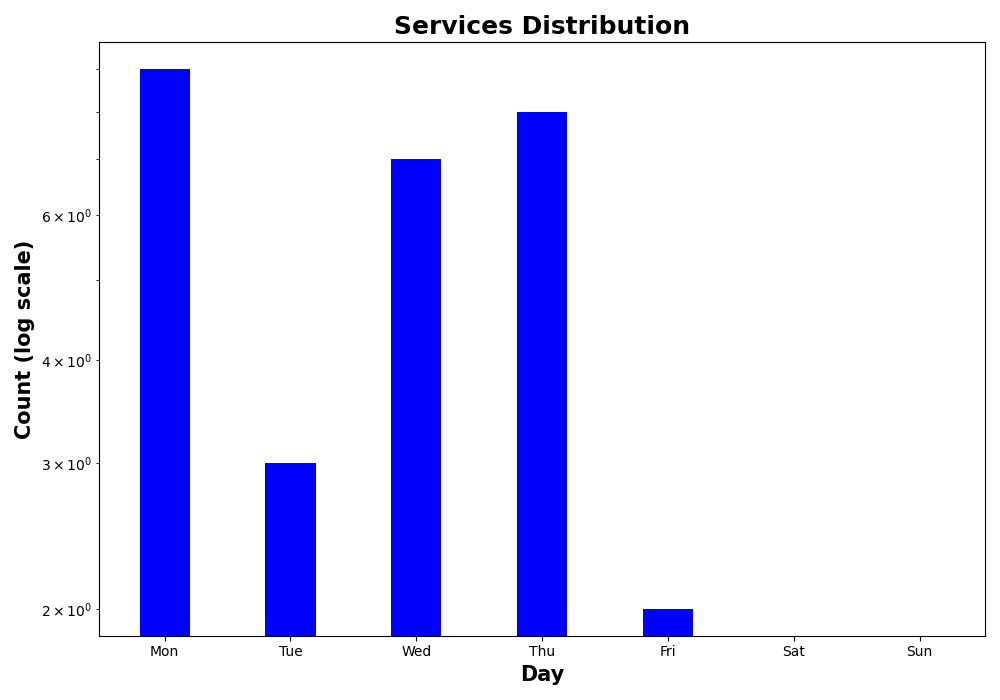 Services Distribution
Count (log scale)
6 × 10⁰
4 × 10⁰
3 × 10⁰
2 × 10⁰
Mon Tue Wed Thu Fri Sat Sun
Day